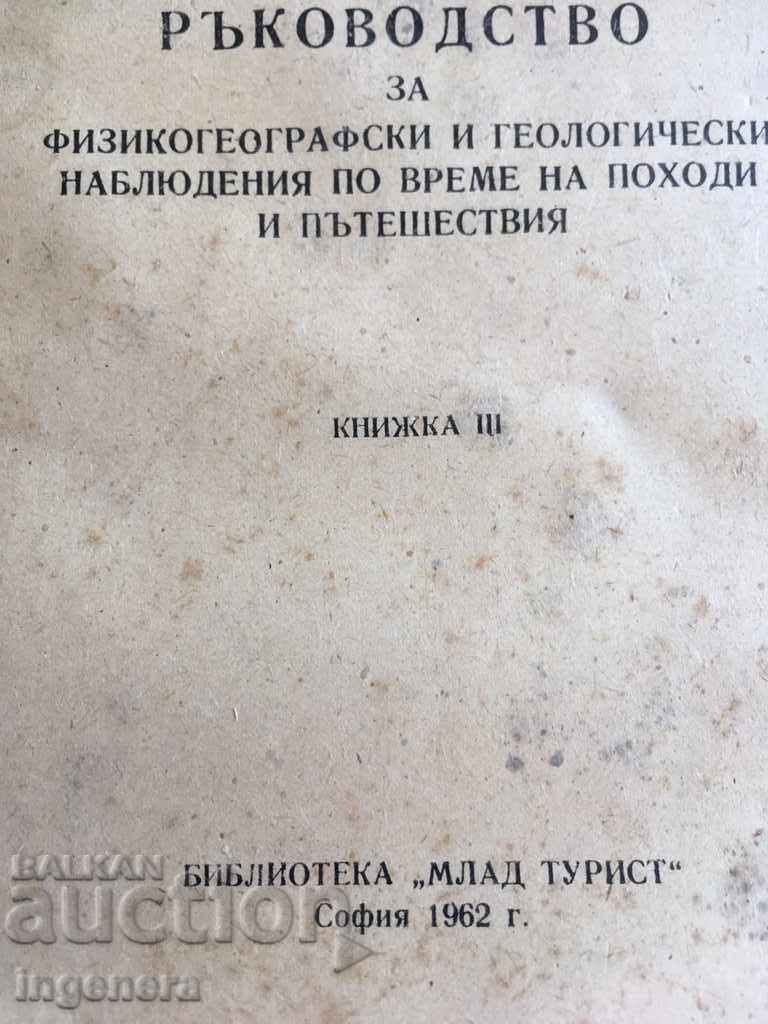 РЪКОВОДСТВО
ЗА
ФИЗИКОГЕОГРАФСКИ И ГЕОЛОГИЧЕСКИ
НАБЛЮДЕНИЯ ПО ВРЕМЕ НА ПОХОДИ
И ПЪТЕШЕСТВИЯ
КНИЖКА III
БИБЛИОТЕКА „МЛАД ТУРИСТ“
София 1962 г.
BALKAN
auction
ingenera